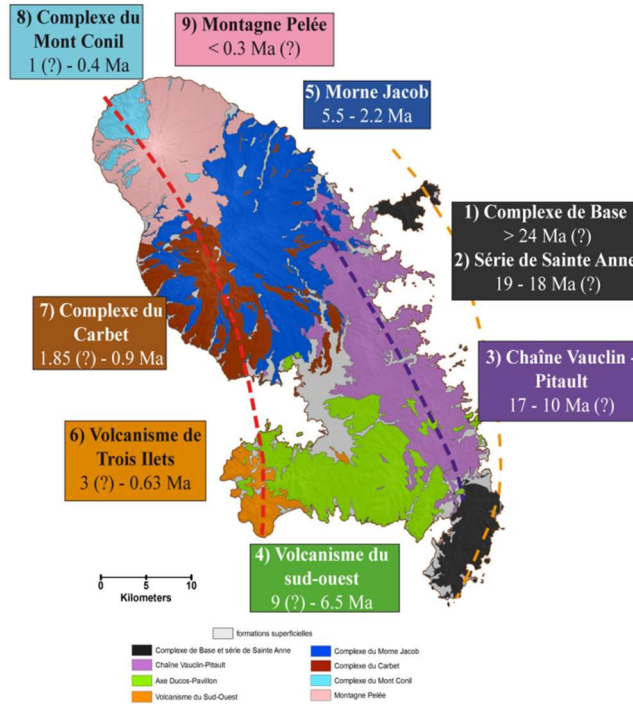 8) Complexe du
Mont Conil
1 (?) - 0.4 Ma
9) Montagne Pelée
< 0.3 Ma (?)
5) Morne Jacob
5.5 - 2.2 Ma
1) Complexe de Base
> 24 Ma (?)
2) Série de Sainte Anne
19 - 18 Ma (?)
7) Complexe du
Carbet
1.85 (?) - 0.9 Ma
3) Chaîne Vauclin -
Pitault
17 - 10 Ma (?)
6) Volcanisme de
Trois Ilets
3 (?) - 0.63 Ma
4) Volcanisme du
sud-ouest
9 (?) - 6.5 Ma
0 5 10
Kilometers
formations superficielles
Complexe de Base et série de Sainte Anne
Chaîne Vauclin-Pitault
Axe Ducos-Pavillon
Volcanisme du Sud-Ouest
Complexe du Morne Jacob
Complexe du Carbet
Complexe du Mont Conil
Montagne Pelée